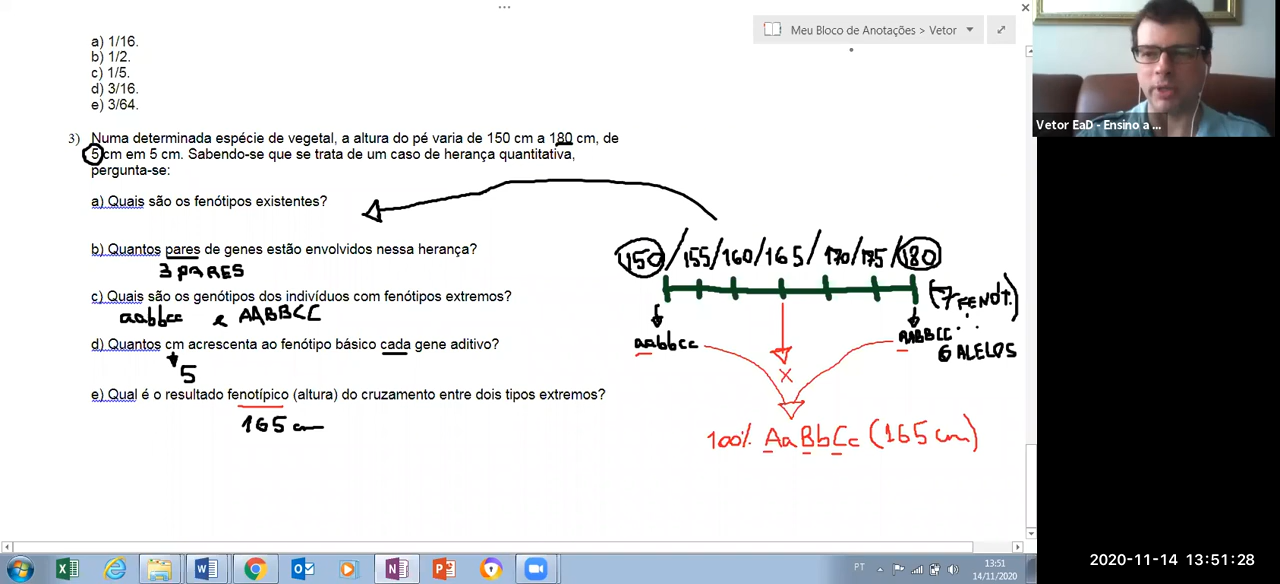 Meu Bloco de Anotações > Vetor
a) 1/16.
b) 1/2.
c) 1/5.
d) 3/16.
e) 3/64.
3) Numa determinada espécie de vegetal, a altura do pé varia de 150 cm a 180 cm, de
5 cm em 5 cm. Sabendo-se que se trata de um caso de herança quantitativa,
pergunta-se:
a) Quais são os fenótipos existentes?
b) Quantos pares de genes estão envolvidos nessa herança?
3 PARES
c) Quais são os genótipos dos indivíduos com fenótipos extremos?
aabbcc e AABBCC
d) Quantos cm acrescenta ao fenótipo básico cada gene aditivo?
5
e) Qual é o resultado fenotípico (altura) do cruzamento entre dois tipos extremos?
165 cm
150/155/160/165/170/175/180
(7 FENÓT.)
aabbcc
AABBCC
6 ALELOS
X
100% AaBbCc (165 cm)
Vetor EaD - Ensino a ...
PT
13:51
14/11/2020
2020-11-14 13:51:28